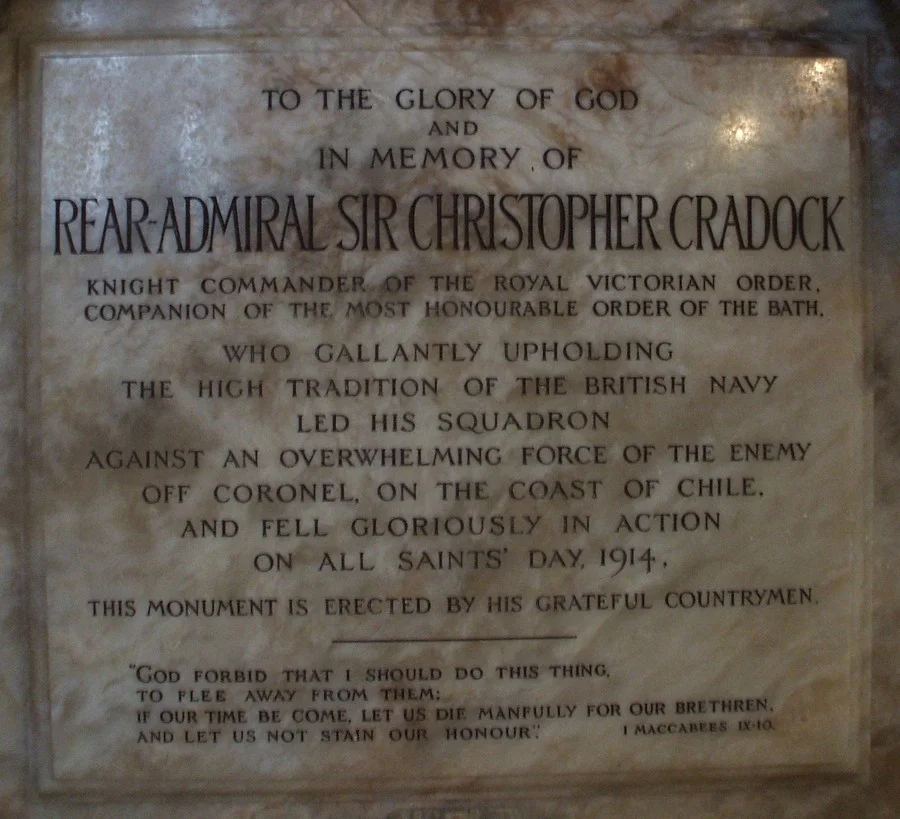 TO THE GLORY OF GOD
AND
IN MEMORY OF
REAR-ADMIRAL SIR CHRISTOPHER CRADOCK
KNIGHT COMMANDER OF THE ROYAL VICTORIAN ORDER,
COMPANION OF THE MOST HONOURABLE ORDER OF THE BATH,
WHO GALLANTLY UPHOLDING
THE HIGH TRADITION OF THE BRITISH NAVY
LED HIS SQUADRON
AGAINST AN OVERWHELMING FORCE OF THE ENEMY
OFF CORONEL, ON THE COAST OF CHILE,
AND FELL GLORIOUSLY IN ACTION
ON ALL SAINTS' DAY, 1914,
THIS MONUMENT IS ERECTED BY HIS GRATEFUL COUNTRYMEN.
"GOD FORBID THAT I SHOULD DO THIS THING,
TO FLEE AWAY FROM THEM;
IF OUR TIME BE COME, LET US DIE MANFULLY FOR OUR BRETHREN,
AND LET US NOT STAIN OUR HONOUR". 1 MACCABEES IX·10.